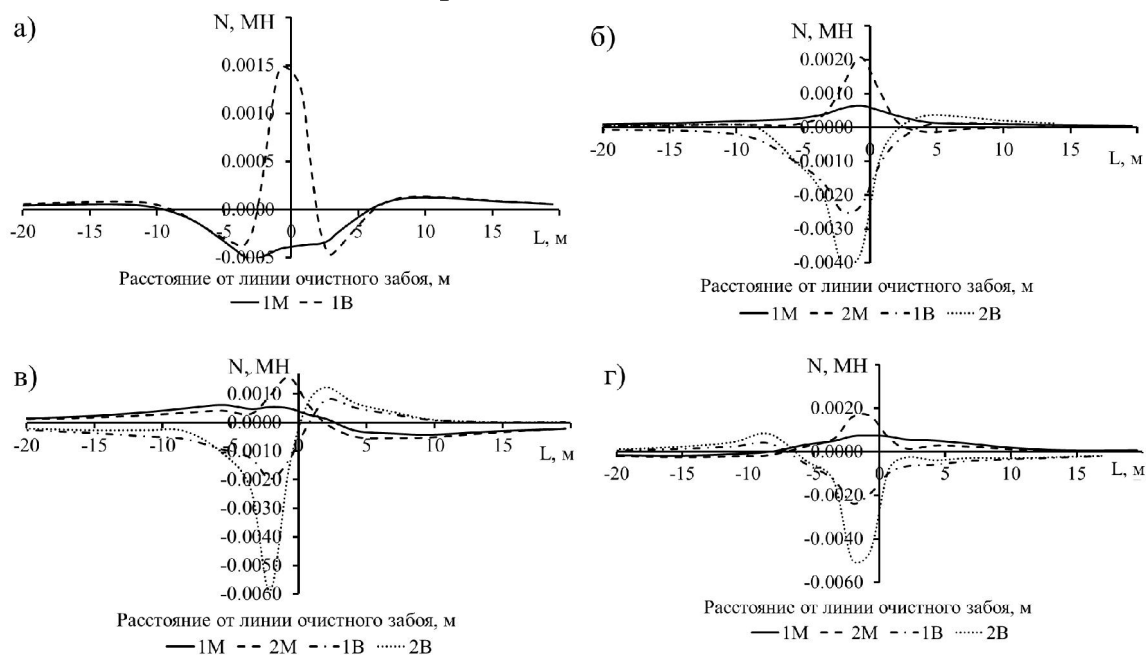 а)
N, МН
0.0015
0.0010
0.0005
0.0000
-0.0005
-20 -15 -10 -5 0 5 10 15
L, м
Расстояние от линии очистного забоя, м
1М 1В
б)
N, МН
0.0020
0.0010
0.0000
-0.0010
-0.0020
-0.0030
-0.0040
-20 -15 -10 -5 0 5 10 15
L, м
Расстояние от линии очистного забоя, м
1М 2М 1В 2В
в)
N, МН
0.0010
0.0000
-0.0010
-0.0020
-0.0030
-0.0040
-0.0050
-0.0060
-20 -15 -10 -5 0 5 10 15
L, м
Расстояние от линии очистного забоя, м
1М 2М 1В 2В
г)
N, МН
0.0020
0.0000
-0.0020
-0.0040
-0.0060
-20 -15 -10 -5 0 5 10 15
L, м
Расстояние от линии очистного забоя, м
1М 2М 1В 2В